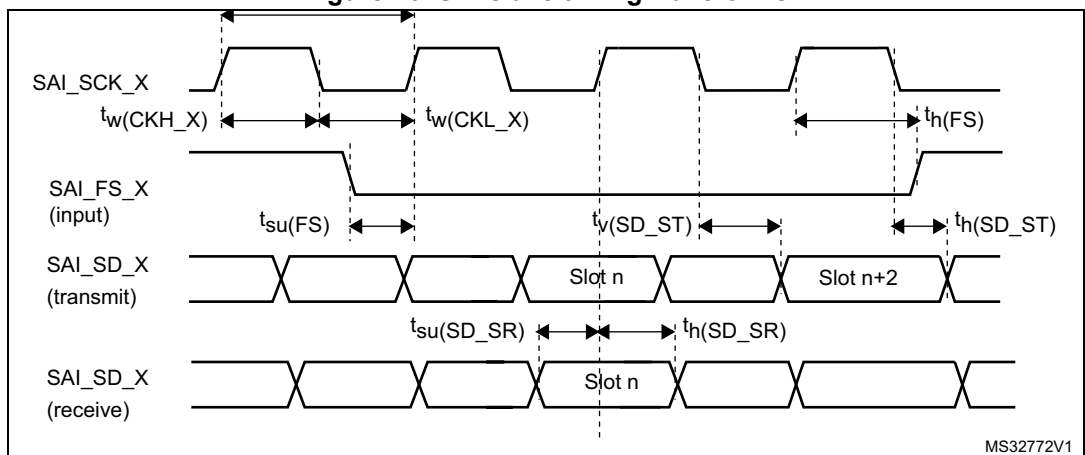 SAI_SCK_X
tw(CKH_X)
tw(CKL_X)
th(FS)
SAI_FS_X
(input)
tsu(FS)
tv(SD_ST)
th(SD_ST)
SAI_SD_X
(transmit)
Slot n
Slot n+2
tsu(SD_SR)
th(SD_SR)
SAI_SD_X
(receive)
Slot n
MS32772V1